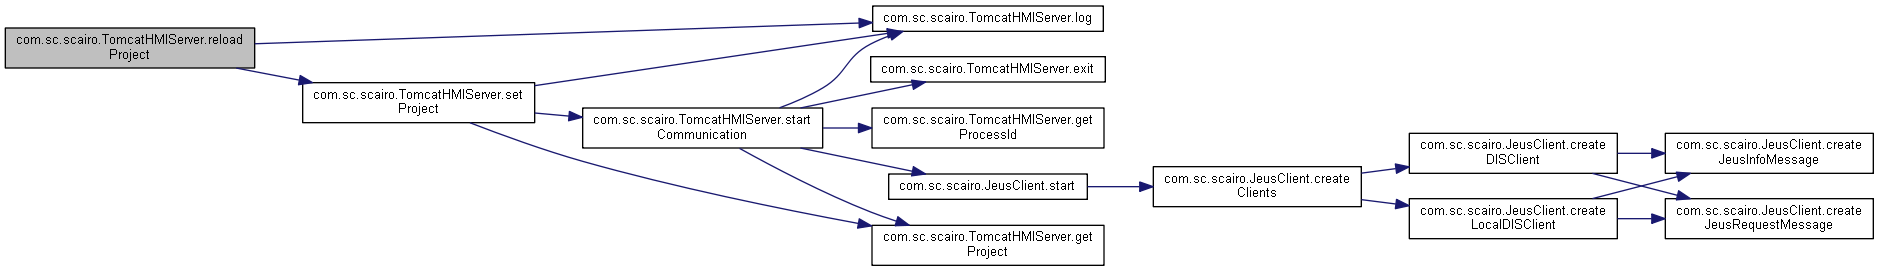 com.sc.scairo.TomcatHMIServer.reload
Project
com.sc.scairo.TomcatHMIServer.set
Project
com.sc.scairo.TomcatHMIServer.log
com.sc.scairo.TomcatHMIServer.exit
com.sc.scairo.TomcatHMIServer.start
Communication
com.sc.scairo.TomcatHMIServer.get
ProcessId
com.sc.scairo.JeusClient.start
com.sc.scairo.TomcatHMIServer.get
Project
com.sc.scairo.JeusClient.create
Clients
com.sc.scairo.JeusClient.create
DISClient
com.sc.scairo.JeusClient.create
LocalDISClient
com.sc.scairo.JeusClient.create
JeusInfoMessage
com.sc.scairo.JeusClient.create
JeusRequestMessage